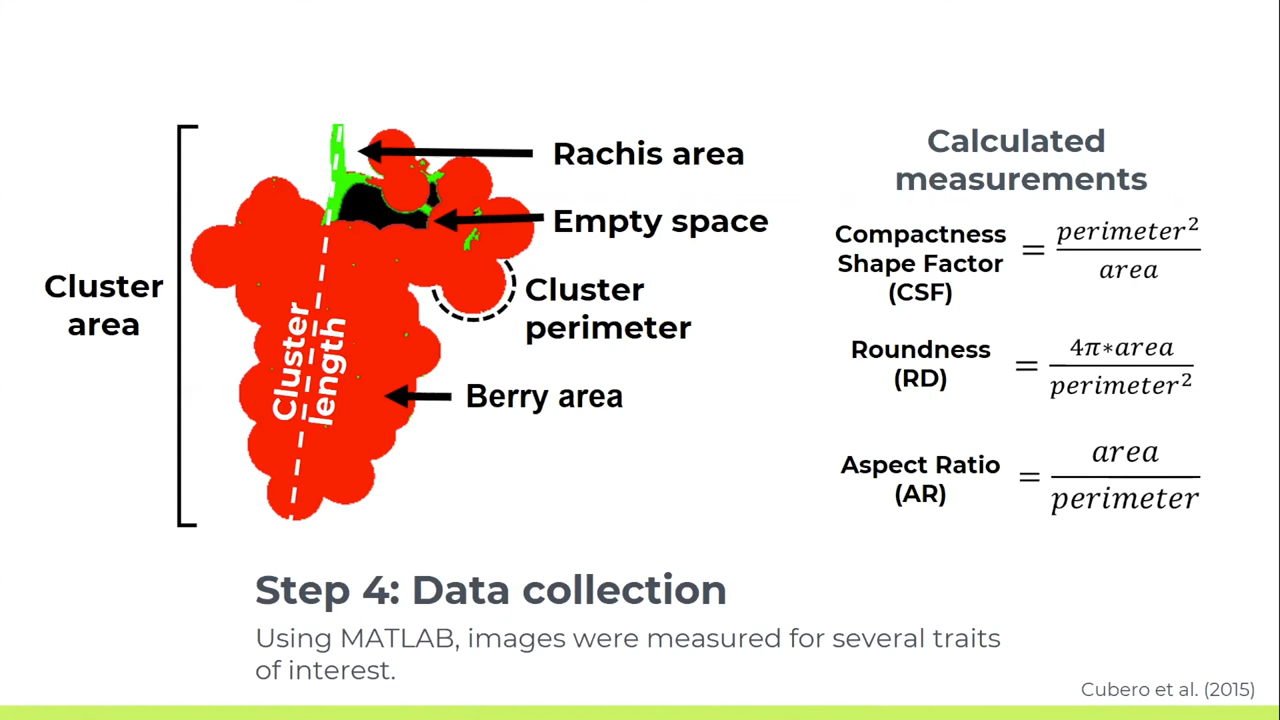 Rachis area
Empty space
Cluster
perimeter
Berry area
Cluster
area
Cluster
length
Calculated
measurements
Compactness
Shape Factor
(CSF)
= perimeter²
area
Roundness
(RD)
= 4π*area
perimeter²
Aspect Ratio
(AR)
= area
perimeter
Step 4: Data collection
Using MATLAB, images were measured for several traits
of interest.
Cubero et al. (2015)